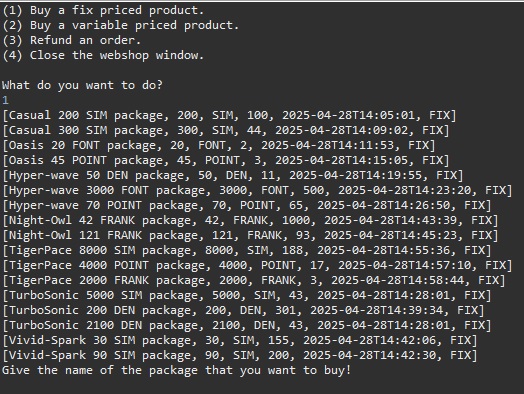 (1) Buy a fix priced product.
(2) Buy a variable priced product.
(3) Refund an order.
(4) Close the webshop window.
What do you want to do?
1
[Casual 200 SIM package, 200, SIM, 100, 2025-04-28T14:05:01, FIX]
[Casual 300 SIM package, 300, SIM, 44, 2025-04-28T14:09:02, FIX]
[Oasis 20 FONT package, 20, FONT, 2, 2025-04-28T14:11:53, FIX]
[Oasis 45 POINT package, 45, POINT, 3, 2025-04-28T14:15:05, FIX]
[Hyper-wave 50 DEN package, 50, DEN, 11, 2025-04-28T14:19:55, FIX]
[Hyper-wave 3000 FONT package, 3000, FONT, 500, 2025-04-28T14:23:20, FIX]
[Hyper-wave 70 POINT package, 70, POINT, 65, 2025-04-28T14:26:50, FIX]
[Night-Owl 42 FRANK package, 42, FRANK, 1000, 2025-04-28T14:43:39, FIX]
[Night-Owl 121 FRANK package, 121, FRANK, 93, 2025-04-28T14:45:23, FIX]
[TigerPace 8000 SIM package, 8000, SIM, 188, 2025-04-28T14:55:36, FIX]
[TigerPace 4000 POINT package, 4000, POINT, 17, 2025-04-28T14:57:10, FIX]
[TigerPace 2000 FRANK package, 2000, FRANK, 3, 2025-04-28T14:58:44, FIX]
[TurboSonic 5000 SIM package, 5000, SIM, 43, 2025-04-28T14:28:01, FIX]
[TurboSonic 200 DEN package, 200, DEN, 301, 2025-04-28T14:39:34, FIX]
[TurboSonic 2100 DEN package, 2100, DEN, 43, 2025-04-28T14:28:01, FIX]
[Vivid-Spark 30 SIM package, 30, SIM, 155, 2025-04-28T14:42:06, FIX]
[Vivid-Spark 90 SIM package, 90, SIM, 200, 2025-04-28T14:42:30, FIX]
Give the name of the package that you want to buy!